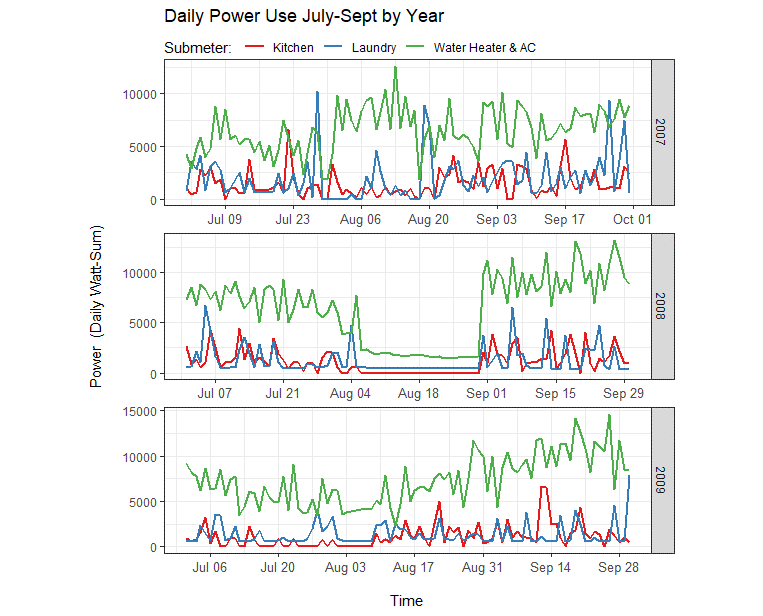 Daily Power Use July-Sept by Year
Submeter: Kitchen Laundry Water Heater & AC
Power (Daily Watt-Sum)
10000
5000
0
2007
Jul 09 Jul 23 Aug 06 Aug 20 Sep 03 Sep 17 Oct 01
10000
5000
0
2008
Jul 07 Jul 21 Aug 04 Aug 18 Sep 01 Sep 15 Sep 29
15000
10000
5000
0
2009
Jul 06 Jul 20 Aug 03 Aug 17 Aug 31 Sep 14 Sep 28
Time